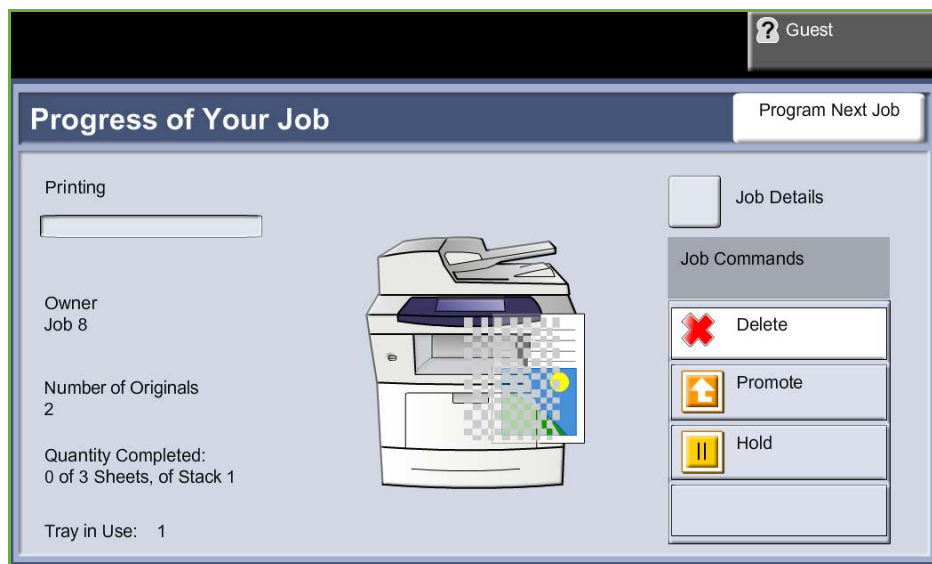 Guest
Progress of Your Job
Program Next Job
Printing
Job Details
Job Commands
Owner
Job 8
Delete
Number of Originals
2
Promote
Quantity Completed:
0 of 3 Sheets, of Stack 1
Hold
Tray in Use: 1